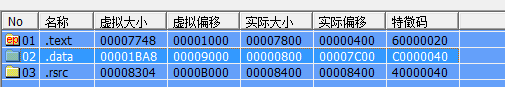 No 名称 虚拟大小 虚拟偏移 实际大小 实际偏移 特徵码
ep 01 .text 00007748 00001000 00007800 00000400 60000020
02 .data 00001BA8 00009000 00000800 00007C00 C0000040
03 .rsrc 00008304 0000B000 00008400 00008400 40000040